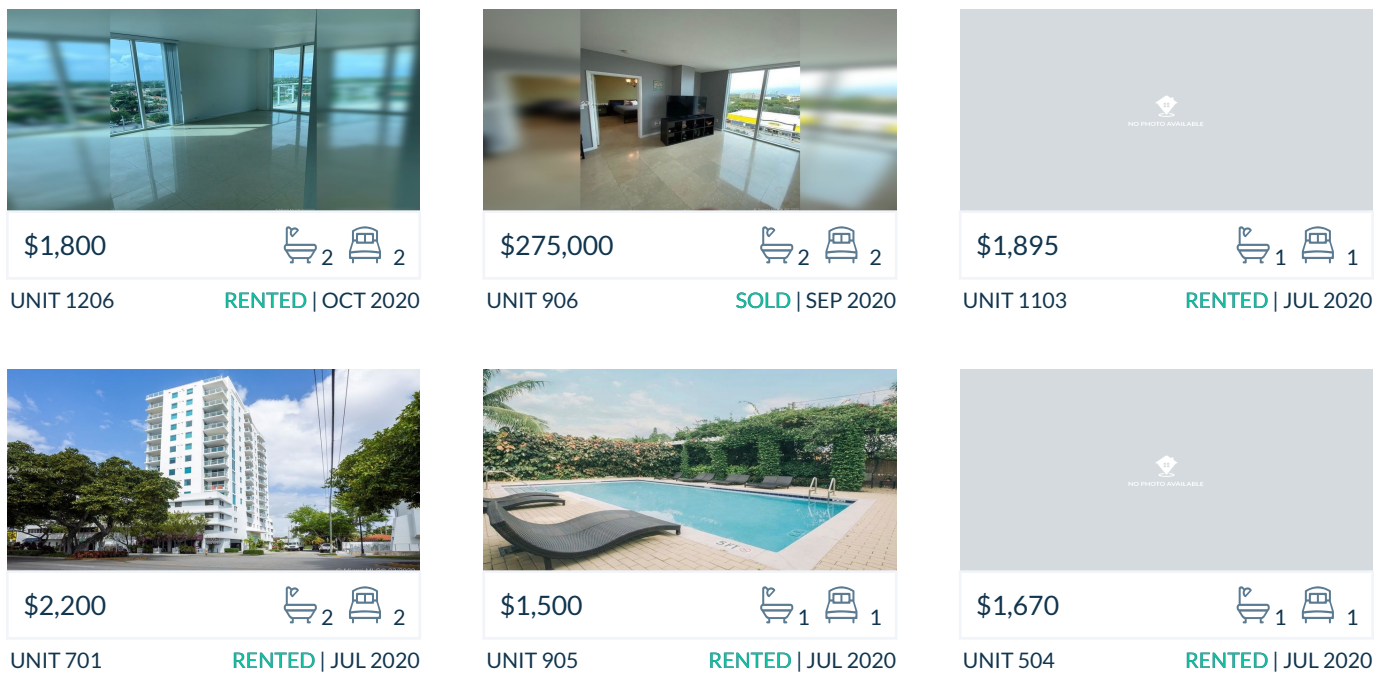 NO PHOTO AVAILABLE
$1,800 2 2
$275,000 2 2
$1,895 1 1
UNIT 1206 RENTED | OCT 2020
UNIT 906 SOLD | SEP 2020
UNIT 1103 RENTED | JUL 2020
5 FT
NO PHOTO AVAILABLE
$2,200 2 2
$1,500 1 1
$1,670 1 1
UNIT 701 RENTED | JUL 2020
UNIT 905 RENTED | JUL 2020
UNIT 504 RENTED | JUL 2020